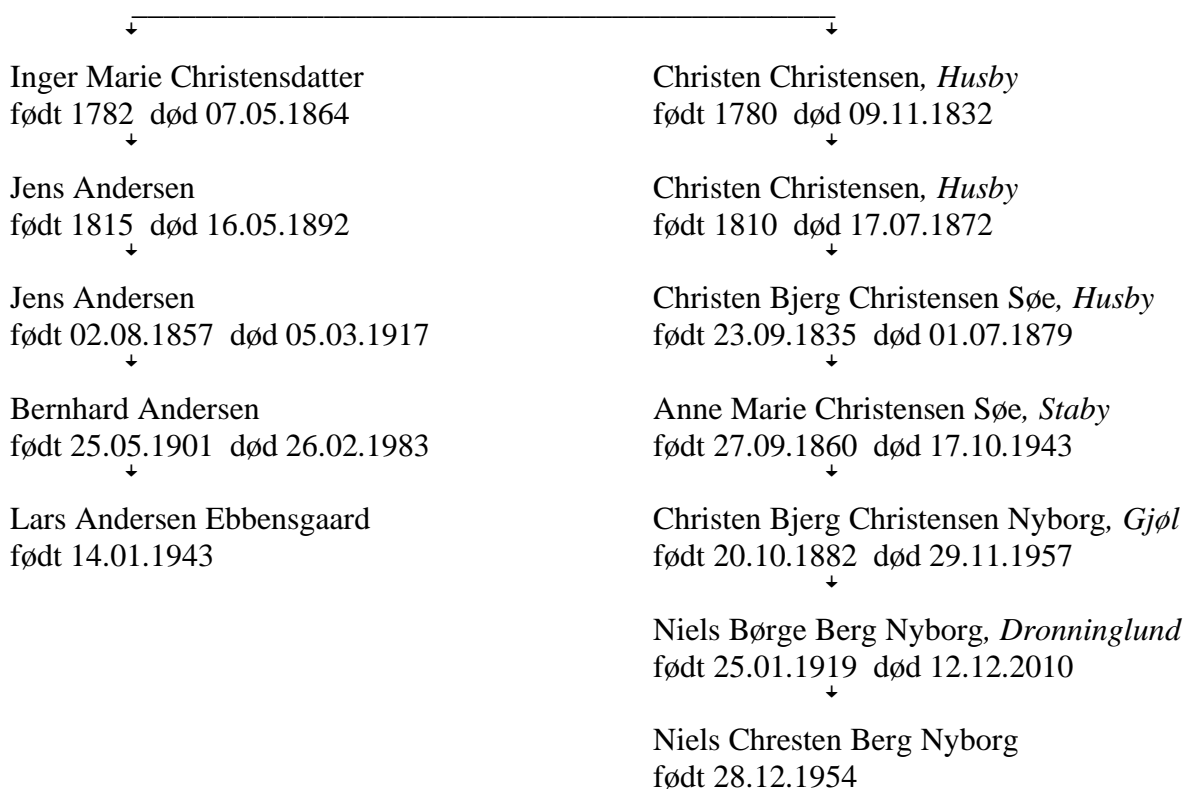 Inger Marie Christensdatter
født 1782  død 07.05.1864
Jens Andersen
født 1815  død 16.05.1892
Jens Andersen
født 02.08.1857  død 05.03.1917
Bernhard Andersen
født 25.05.1901  død 26.02.1983
Lars Andersen Ebbensgaard
født 14.01.1943
Christen Christensen, Husby
født 1780  død 09.11.1832
Christen Christensen, Husby
født 1810  død 17.07.1872
Christen Bjerg Christensen Søe, Husby
født 23.09.1835  død 01.07.1879
Anne Marie Christensen Søe, Staby
født 27.09.1860  død 17.10.1943
Christen Bjerg Christensen Nyborg, Gjøl
født 20.10.1882  død 29.11.1957
Niels Børge Berg Nyborg, Dronninglund
født 25.01.1919  død 12.12.2010
Niels Chresten Berg Nyborg
født 28.12.1954